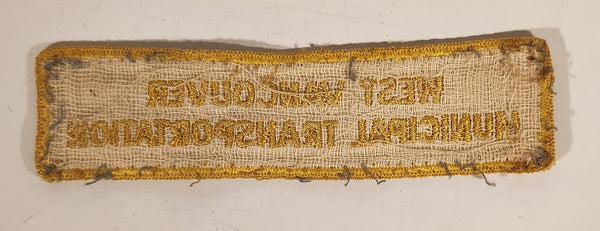 WEST VANCOUVER
MUNICIPAL TRANSPORTATION